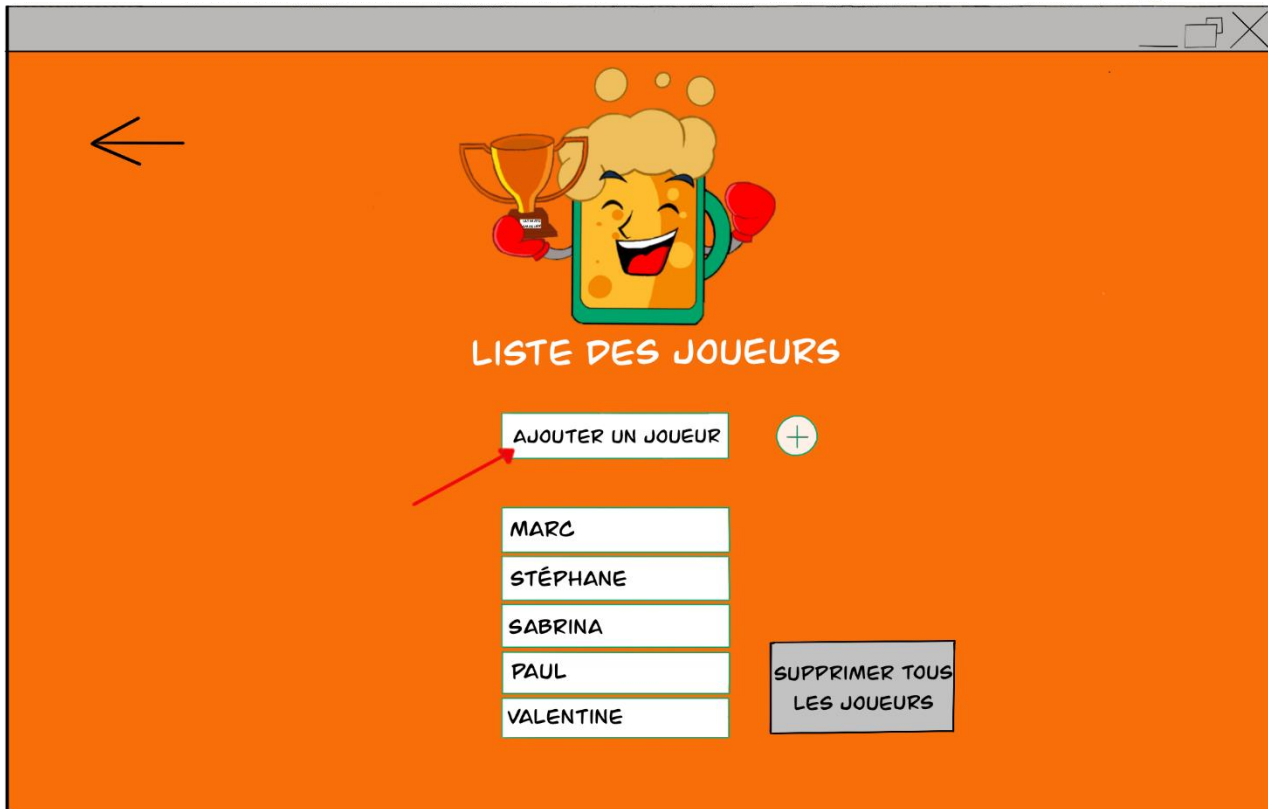 LISTE DES JOUEURS
AJOUTER UN JOUEUR
MARC
STÉPHANE
SABRINA
PAUL
VALENTINE
SUPPRIMER TOUS
LES JOUEURS